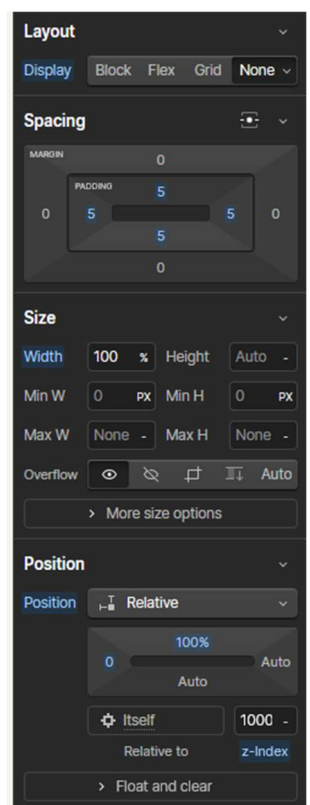 Layout
Display Block Flex Grid None
Spacing
MARGIN
0
PADDING
5
0 5 5 0
5
0
Size
Width 100 % Height Auto -
Min W 0 PX Min H 0 PX
Max W None - Max H None -
Overflow Auto
> More size options
Position
Position Relative
100%
0 Auto
Auto
Itself 1000 -
Relative to z-Index
> Float and clear